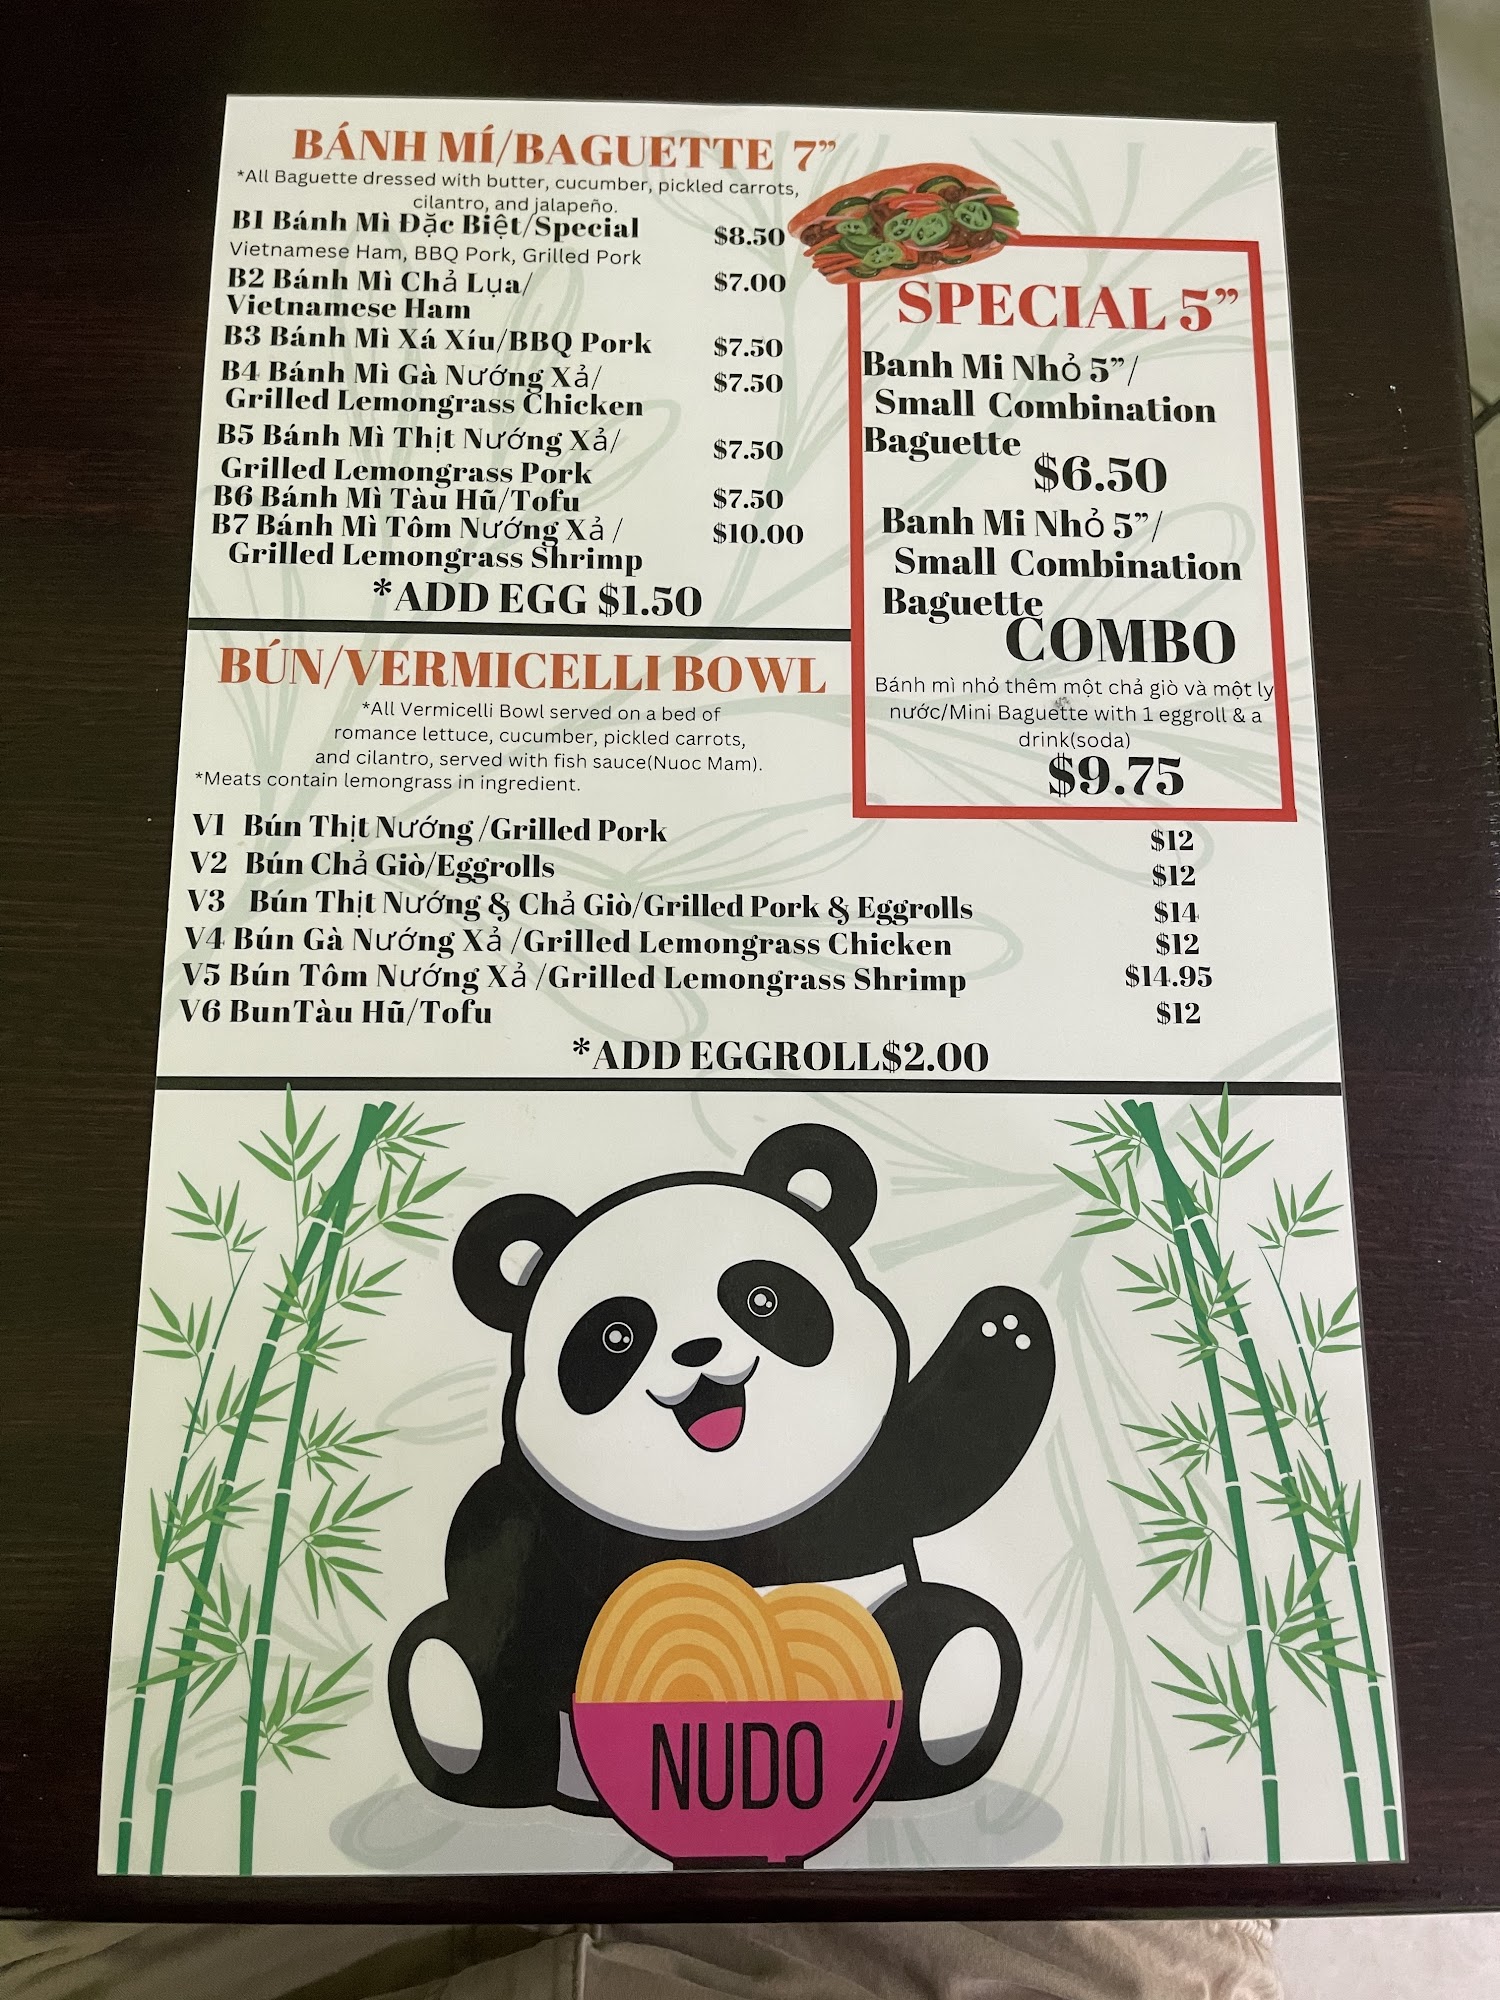 BÁNH MÍ/BAGUETTE 7”
*All Baguette dressed with butter, cucumber, pickled carrots,
cilantro, and jalapeño.
B1 Bánh Mì Đặc Biệt/Special $8.50
Vietnamese Ham, BBQ Pork, Grilled Pork
B2 Bánh Mì Chả Lụa/ $7.00
Vietnamese Ham
B3 Bánh Mì Xá Xíu/BBQ Pork $7.50
B4 Bánh Mì Gà Nướng Xả/ $7.50
Grilled Lemongrass Chicken
B5 Bánh Mì Thịt Nướng Xả/ $7.50
Grilled Lemongrass Pork
B6 Bánh Mì Tàu Hũ/Tofu $7.50
B7 Bánh Mì Tôm Nướng Xả / $10.00
Grilled Lemongrass Shrimp
*ADD EGG $1.50
SPECIAL 5”
Banh Mi Nhỏ 5”/
Small Combination
Baguette
$6.50
Banh Mi Nhỏ 5”/
Small Combination
Baguette
COMBO
Bánh mì nhỏ thêm một chả giò và một ly
nước/Mini Baguette with 1 eggroll & a
drink(soda)
$9.75
BÚN/VERMICELLI BOWL
*All Vermicelli Bowl served on a bed of
romance lettuce, cucumber, pickled carrots,
and cilantro, served with fish sauce(Nuoc Mam).
*Meats contain lemongrass in ingredient.
V1 Bún Thịt Nướng /Grilled Pork $12
V2 Bún Chả Giò/Eggrolls $12
V3 Bún Thịt Nướng & Chả Giò/Grilled Pork & Eggrolls $14
V4 Bún Gà Nướng Xả /Grilled Lemongrass Chicken $12
V5 Bún Tôm Nướng Xả /Grilled Lemongrass Shrimp $14.95
V6 BunTàu Hũ/Tofu $12
*ADD EGGROLL$2.00
NUDO